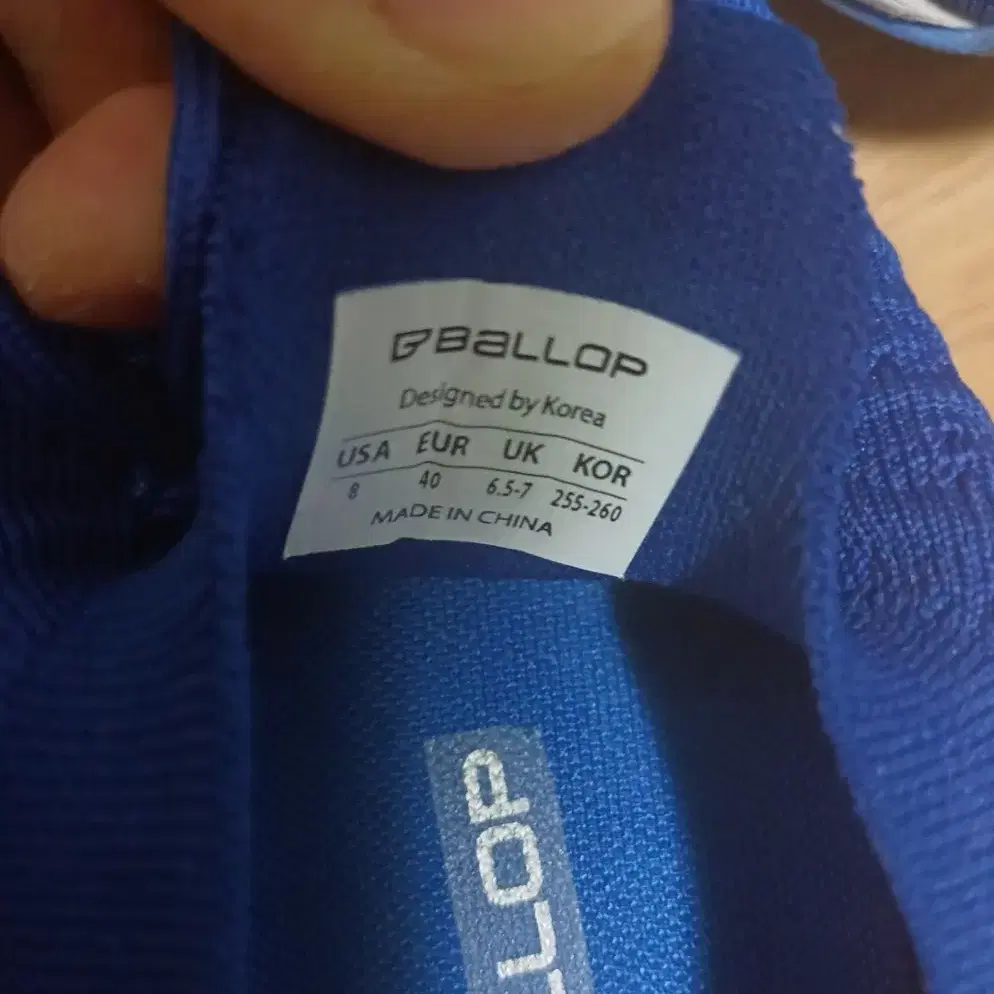 BALLOP
Designed by Korea
USA EUR UK KOR
8 40 6.5-7 255-260
MADE IN CHINA
LLOP